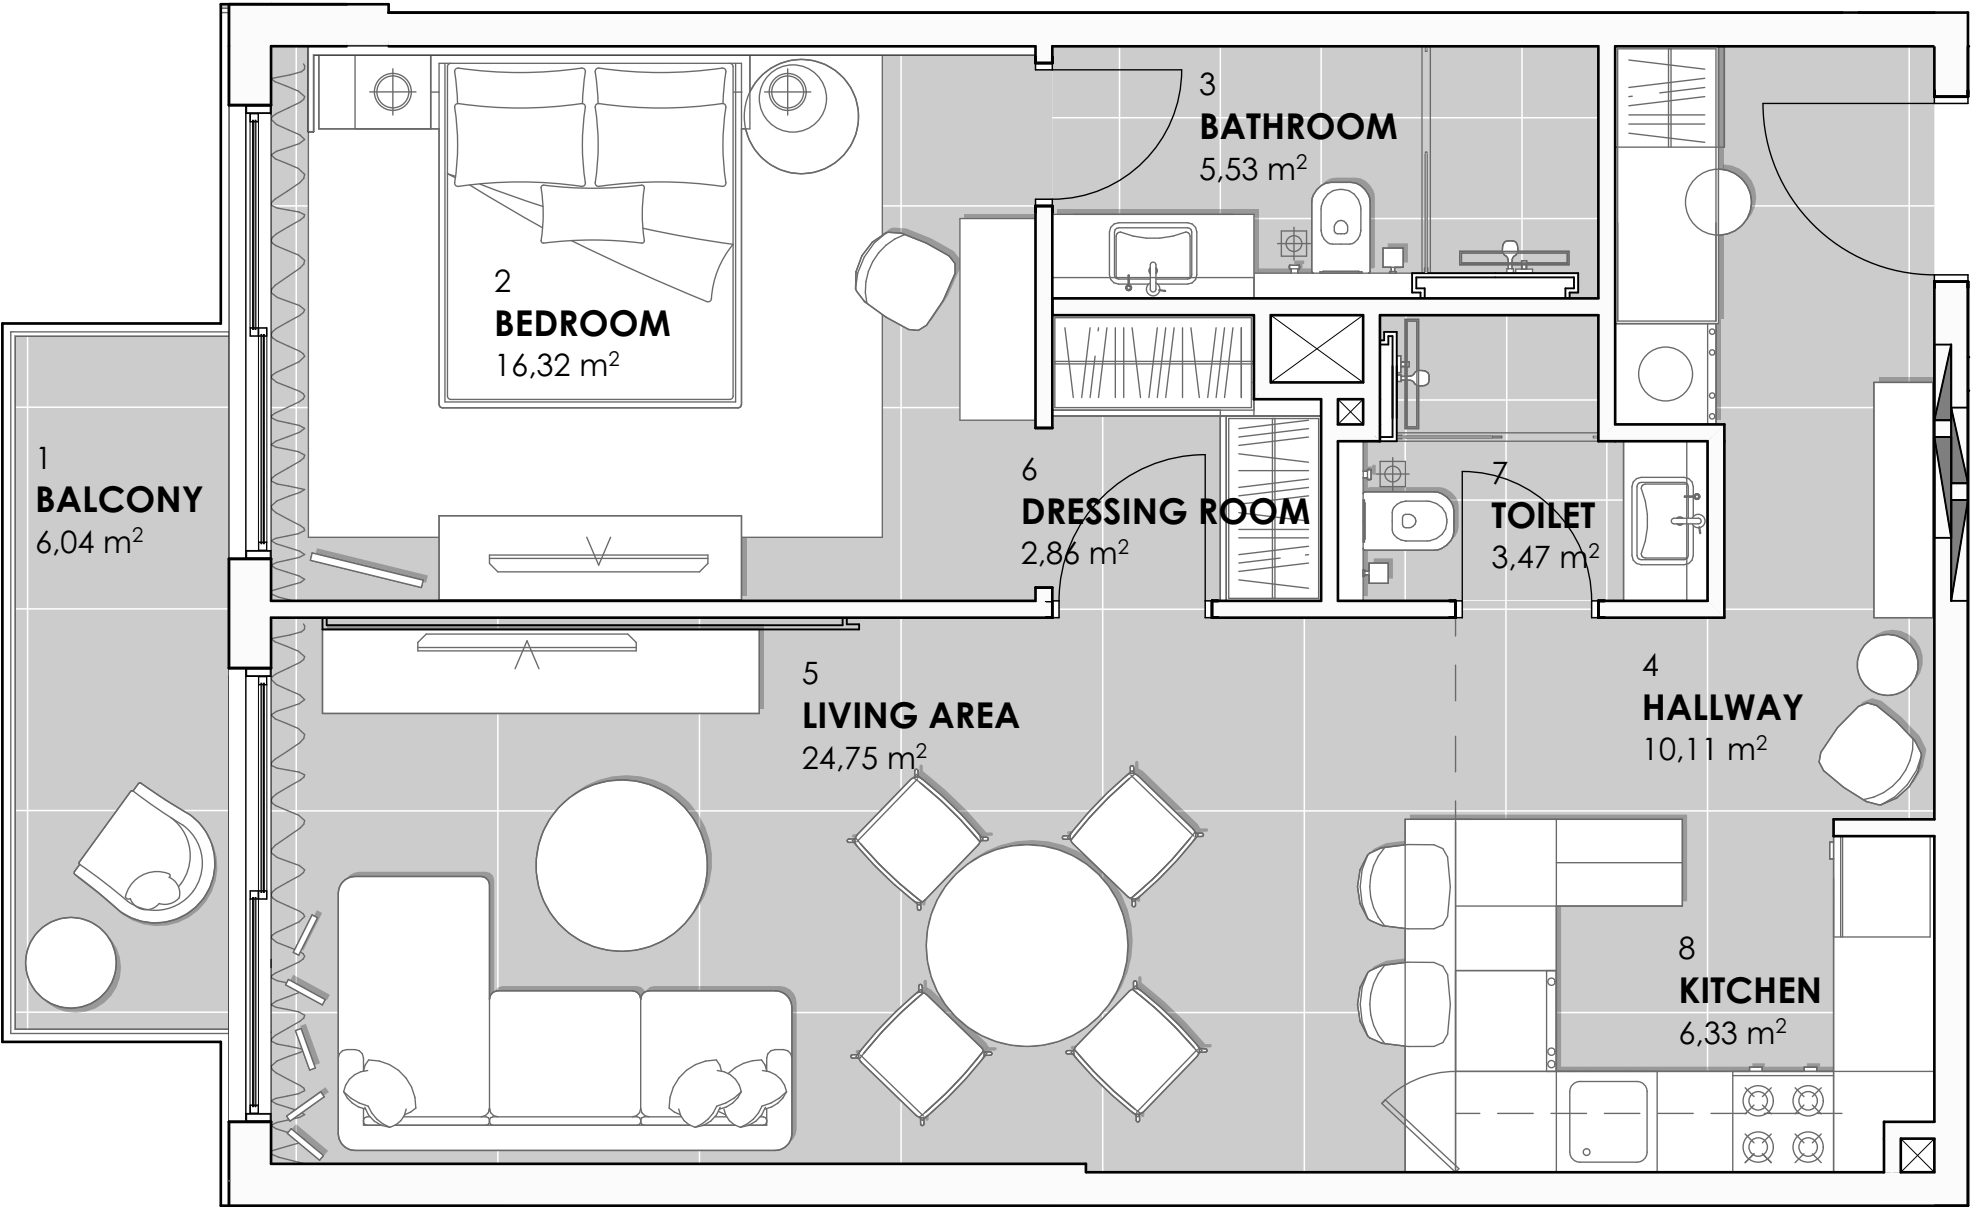 1
BALCONY
6,04 m²
2
BEDROOM
16,32 m²
3
BATHROOM
5,53 m²
4
HALLWAY
10,11 m²
5
LIVING AREA
24,75 m²
6
DRESSING ROOM
2,86 m²
7
TOILET
3,47 m²
8
KITCHEN
6,33 m²